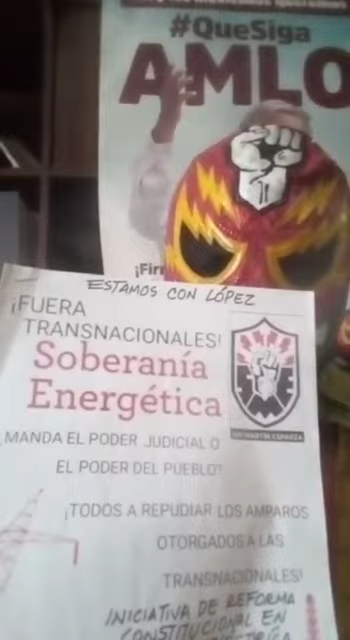 #QueSiga
AMLO
¡Fir
ESTAMOS CON LÓPEZ
¡FUERA
TRANSNACIONALES!
Soberanía
Energética
¿MANDA EL PODER JUDICIAL O
EL PODER DEL PUEBLO?
¡TODOS A REPUDIAR LOS AMPAROS
OTORGADOS A LAS
TRANSNACIONALES!
INICIATIVA DE REFORMA
CONSTITUCIONAL EN